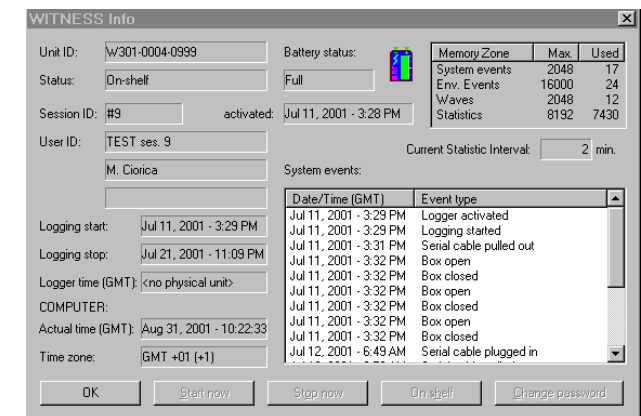 WITNESS Info
Unit ID: W301-0004-0999
Status: On-shelf
Battery status:
Full
Memory Zone Max. Used
System events 2048 17
Env. Events 16000 24
Waves 2048 12
Statistics 8192 7430
Session ID: #9 activated: Jul 11, 2001 - 3:28 PM
User ID: TEST ses. 9
M. Ciorica
Current Statistic Interval: 2 min.
System events:
Date/Time (GMT) Event type
Jul 11, 2001 - 3:29 PM Logger activated
Jul 11, 2001 - 3:29 PM Logging started
Jul 11, 2001 - 3:31 PM Serial cable pulled out
Jul 11, 2001 - 3:32 PM Box open
Jul 11, 2001 - 3:32 PM Box closed
Jul 11, 2001 - 3:32 PM Box open
Jul 11, 2001 - 3:32 PM Box closed
Jul 11, 2001 - 3:32 PM Box open
Jul 11, 2001 - 3:32 PM Box closed
Jul 12, 2001 - 6:49 AM Serial cable plugged in
Logging start: Jul 11, 2001 - 3:29 PM
Logging stop: Jul 21, 2001 - 11:09 PM
Logger time (GMT): <no physical unit>
COMPUTER:
Actual time (GMT): Aug 31, 2001 - 10:22:33
Time zone: GMT +01 (+1)
OK Start now Stop now On shelf Change password